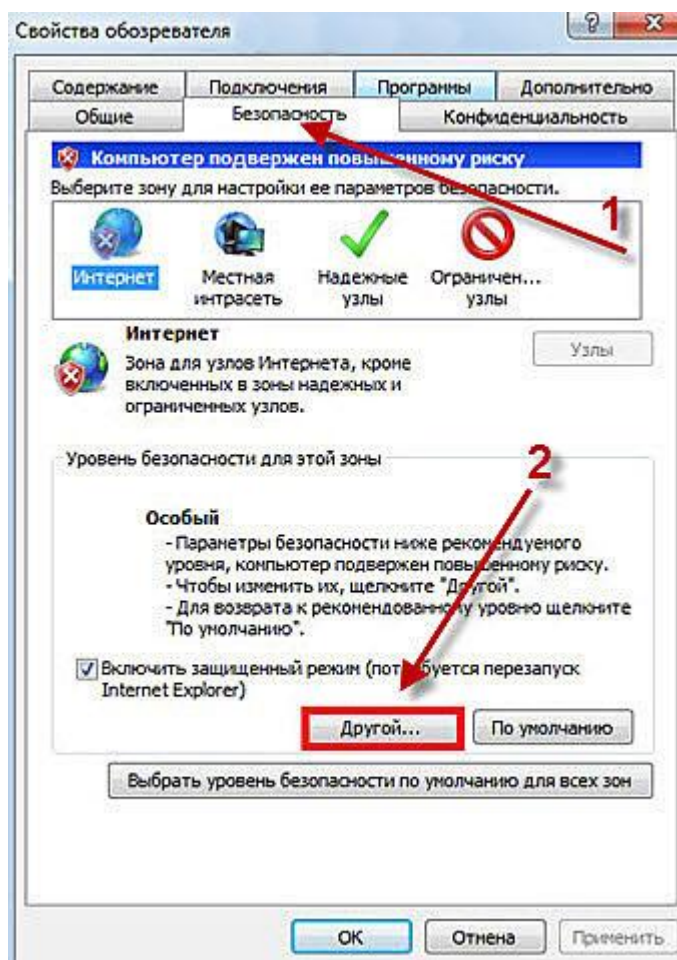 Свойства обозревателя
Содержание Подключения Программы Дополнительно
Общие Безопасность Конфиденциальность
Компьютер подвержен повышенному риску
Выберите зону для настройки ее параметров безопасности.
1
Интернет Местная интрасеть Надежные узлы Ограничен... узлы
Интернет
Узлы
Зона для узлов Интернета, кроме
включенных в зоны надежных и
ограниченных узлов.
Уровень безопасности для этой зоны
2
Особый
- Параметры безопасности ниже рекомендуемого
уровня, компьютер подвержен повышенному риску.
- Чтобы изменить их, щелкните "Другой".
- Для возврата к рекомендованному уровню щелкните
"По умолчанию".
Включить защищенный режим (потребуется перезапуск
Internet Explorer)
Другой... По умолчанию
Выбрать уровень безопасности по умолчанию для всех зон
ОК Отмена Применить